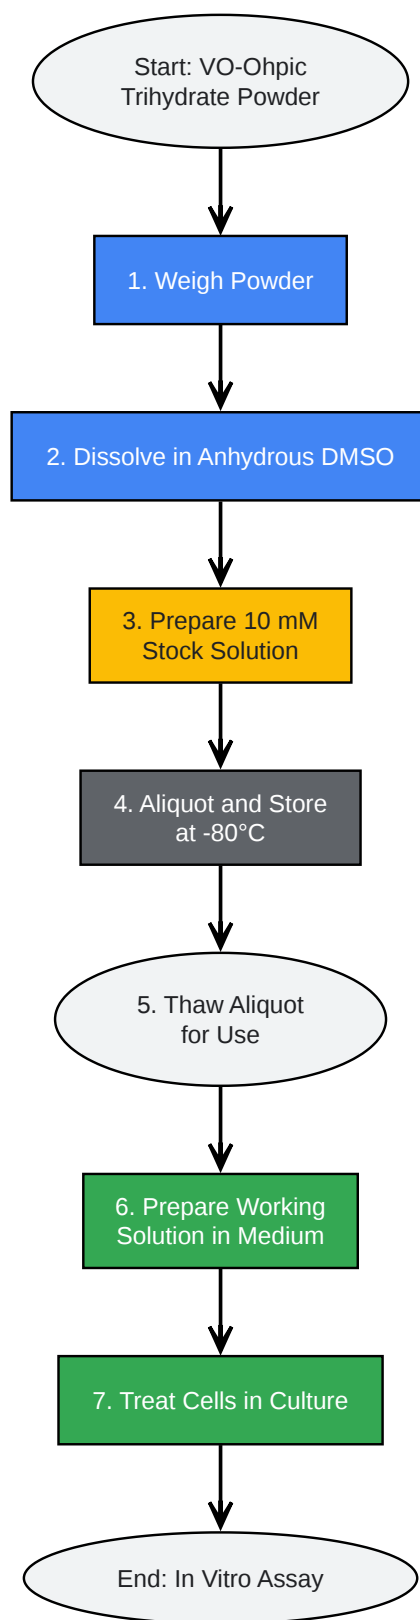 Start: VO-Ohpic
Trihydrate Powder
1. Weigh Powder
2. Dissolve in Anhydrous DMSO
3. Prepare 10 mM
Stock Solution
4. Aliquot and Store
at -80°C
5. Thaw Aliquot
for Use
6. Prepare Working
Solution in Medium
7. Treat Cells in Culture
End: In Vitro Assay